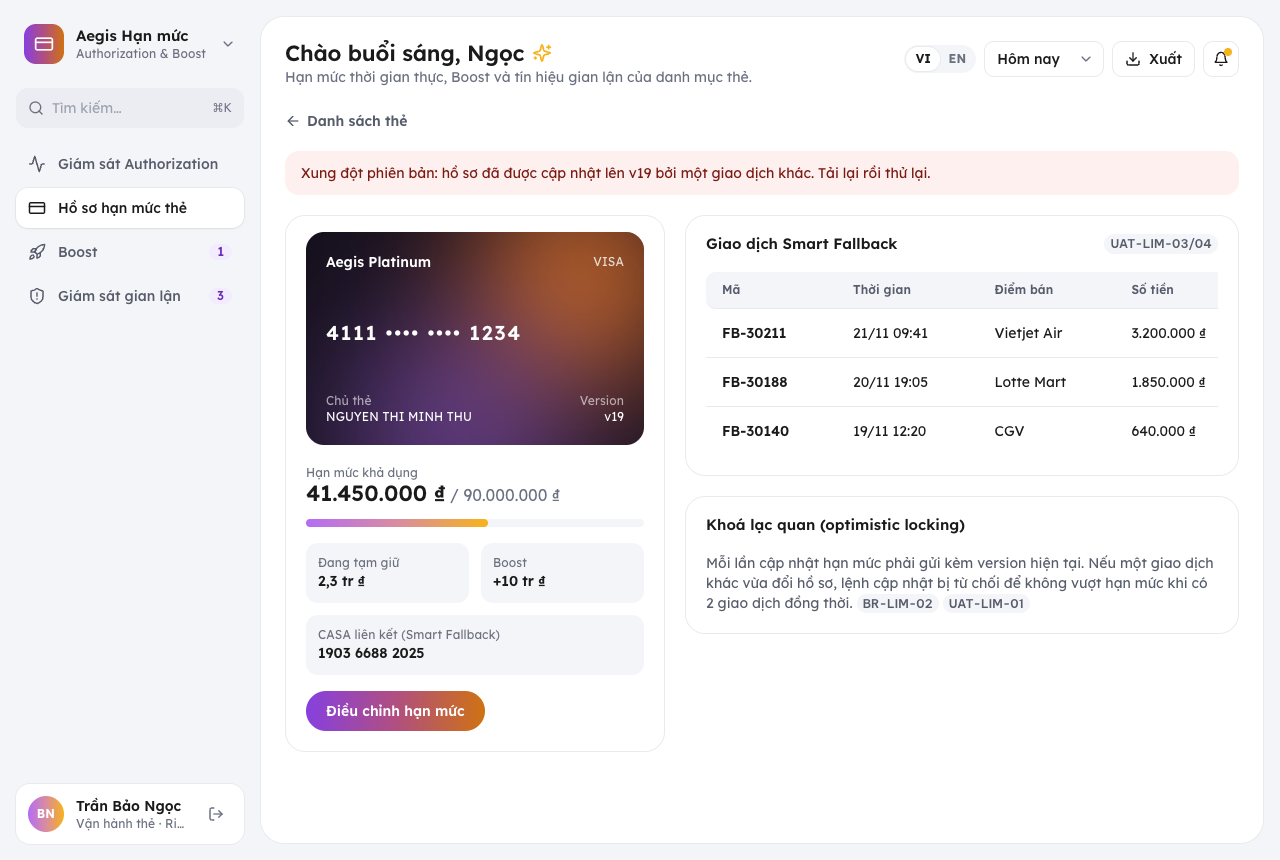 Aegis Hạn mức
Authorization & Boost
Tìm kiếm...
⌘K
Giám sát Authorization
Hồ sơ hạn mức thẻ
Boost
1
Giám sát gian lận
3
BN
Trần Bảo Ngọc
Vận hành thẻ · Ri...
Chào buổi sáng, Ngọc
Hạn mức thời gian thực, Boost và tín hiệu gian lận của danh mục thẻ.
VI EN
Hôm nay
Xuất
Danh sách thẻ
Xung đột phiên bản: hồ sơ đã được cập nhật lên v19 bởi một giao dịch khác. Tải lại rồi thử lại.
Aegis Platinum
VISA
4111 •••• •••• 1234
Chủ thẻ
Version
NGUYEN THI MINH THU
v19
Hạn mức khả dụng
41.450.000 ₫ / 90.000.000 ₫
Đang tạm giữ
2,3 tr ₫
Boost
+10 tr ₫
CASA liên kết (Smart Fallback)
1903 6688 2025
Điều chỉnh hạn mức
Giao dịch Smart Fallback
UAT-LIM-03/04
Mã Thời gian Điểm bán Số tiền
FB-30211 21/11 09:41 Vietjet Air 3.200.000 ₫
FB-30188 20/11 19:05 Lotte Mart 1.850.000 ₫
FB-30140 19/11 12:20 CGV 640.000 ₫
Khoá lạc quan (optimistic locking)
Mỗi lần cập nhật hạn mức phải gửi kèm version hiện tại. Nếu một giao dịch
khác vừa đổi hồ sơ, lệnh cập nhật bị từ chối để không vượt hạn mức khi có
2 giao dịch đồng thời. BR-LIM-02 UAT-LIM-01